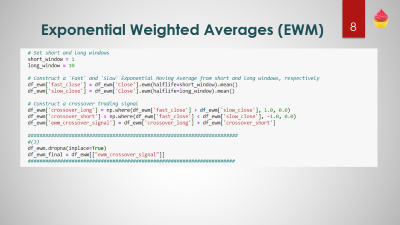 Exponential Weighted Averages (EWM)
8
# Set short and long windows
short_window = 1
long_window = 10
# Construct a 'Fast' and 'Slow' Exponential Moving Average from short and long windows, respectively
df_ewm['fast_close'] = df_ewm['Close'].ewm(halflife=short_window).mean()
df_ewm['slow_close'] = df_ewm['Close'].ewm(halflife=long_window).mean()
# Construct a crossover trading signal
df_ewm['crossover_long'] = np.where(df_ewm['fast_close'] > df_ewm['slow_close'], 1.0, 0.0)
df_ewm['crossover_short'] = np.where(df_ewm['fast_close'] < df_ewm['slow_close'], -1.0, 0.0)
df_ewm['ewm_crossover_signal'] = df_ewm['crossover_long'] + df_ewm['crossover_short']
df_ewm.dropna(inplace=True)
df_ewm_final = df_ewm[["ewm_crossover_signal"]]